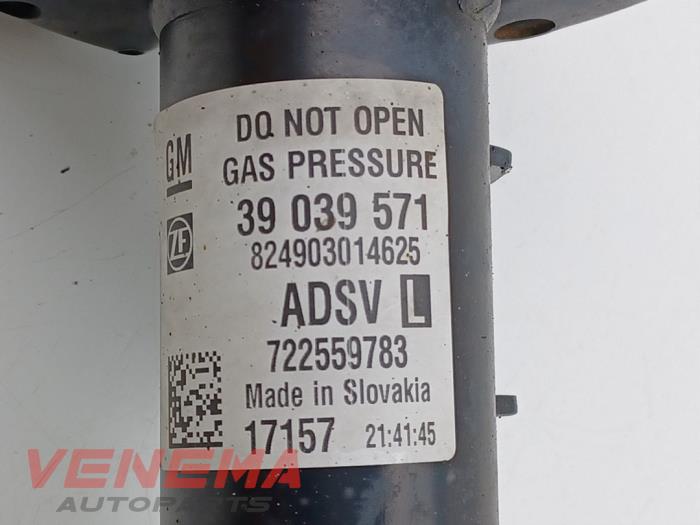 GM
DO NOT OPEN
GAS PRESSURE
39 039 571
ZF
824903014625
ADSV L
722559783
Made in Slovakia
17157 21:41:45
VENEMA
AUTOPARTS